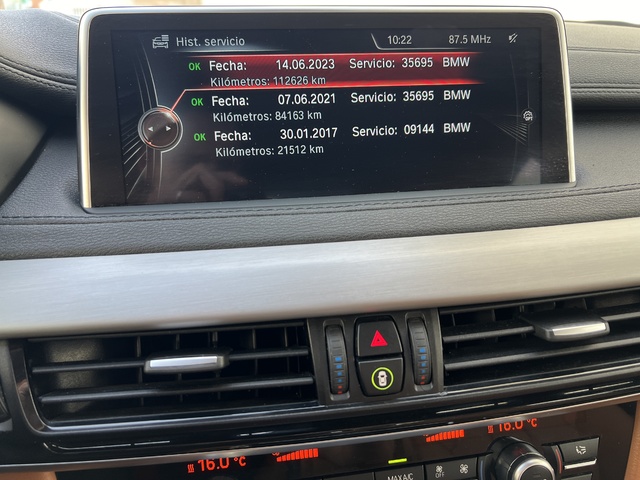 Hist. servicio 10:22 87.5 MHz
OK Fecha: 14.06.2023 Servicio: 35695 BMW
Kilómetros: 112626 km
OK Fecha: 07.06.2021 Servicio: 35695 BMW
Kilómetros: 84163 km
OK Fecha: 30.01.2017 Servicio: 09144 BMW
Kilómetros: 21512 km
16.0 °C 16.0 °C
MAX A/C OFF